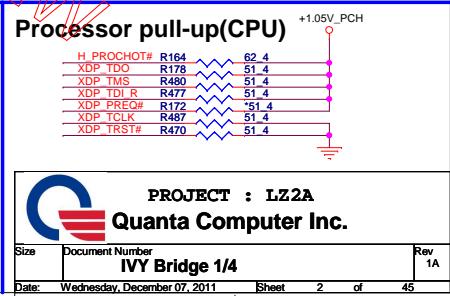 Processor pull-up(CPU)
+1.05V_PCH
H_PROCHOT# R164 62_4
XDP_TDO R178 51_4
XDP_TMS R480 51_4
XDP_TDI_R R477 51_4
XDP_PREQ# R172 *51_4
XDP_TCLK R487 51_4
XDP_TRST# R470 51_4
PROJECT : LZ2A
Quanta Computer Inc.
Size Document Number Rev
IVY Bridge 1/4 1A
Date: Wednesday, December 07, 2011 Sheet 2 of 45